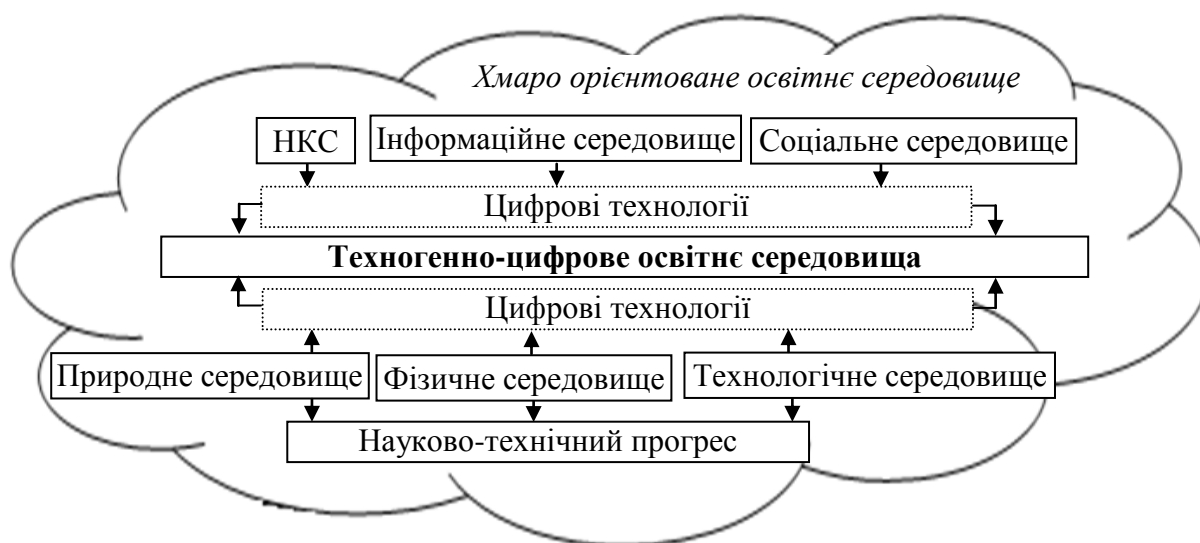 Хмаро орієнтоване освітнє середовище
НКС
Інформаційне середовище
Соціальне середовище
Цифрові технології
Техногенно-цифрове освітнє середовища
Цифрові технології
Природне середовище
Фізичне середовище
Технологічне середовище
Науково-технічний прогрес